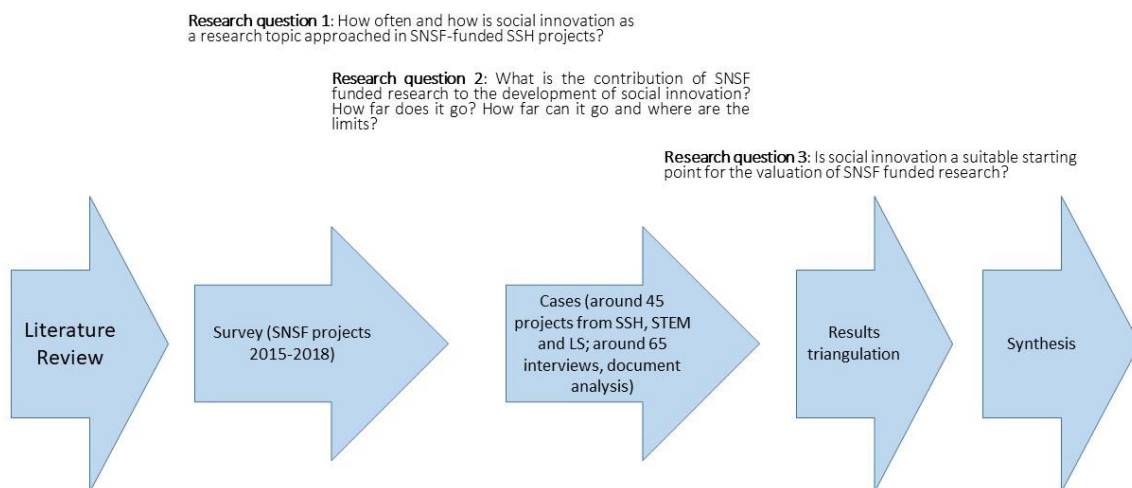 Research question 1: How often and how is social innovation as
a research topic approached in SNSF-funded SSH projects?
Research question 2: What is the contribution of SNSF
funded research to the development of social innovation?
How far does it go? How far can it go and where are the
limits?
Research question 3: Is social innovation a suitable starting
point for the valuation of SNSF funded research?
Literature
Review
Survey (SNSF projects
2015-2018)
Cases (around 45
projects from SSH, STEM
and LS; around 65
interviews, document
analysis)
Results
triangulation
Synthesis